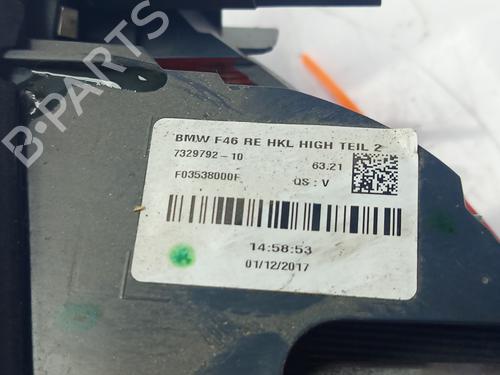 B-PARTS
BMW F46 RE HKL HIGH TEIL 2
7329792-10 63.21
F03538000F QS : V
14:58:53
01/12/2017